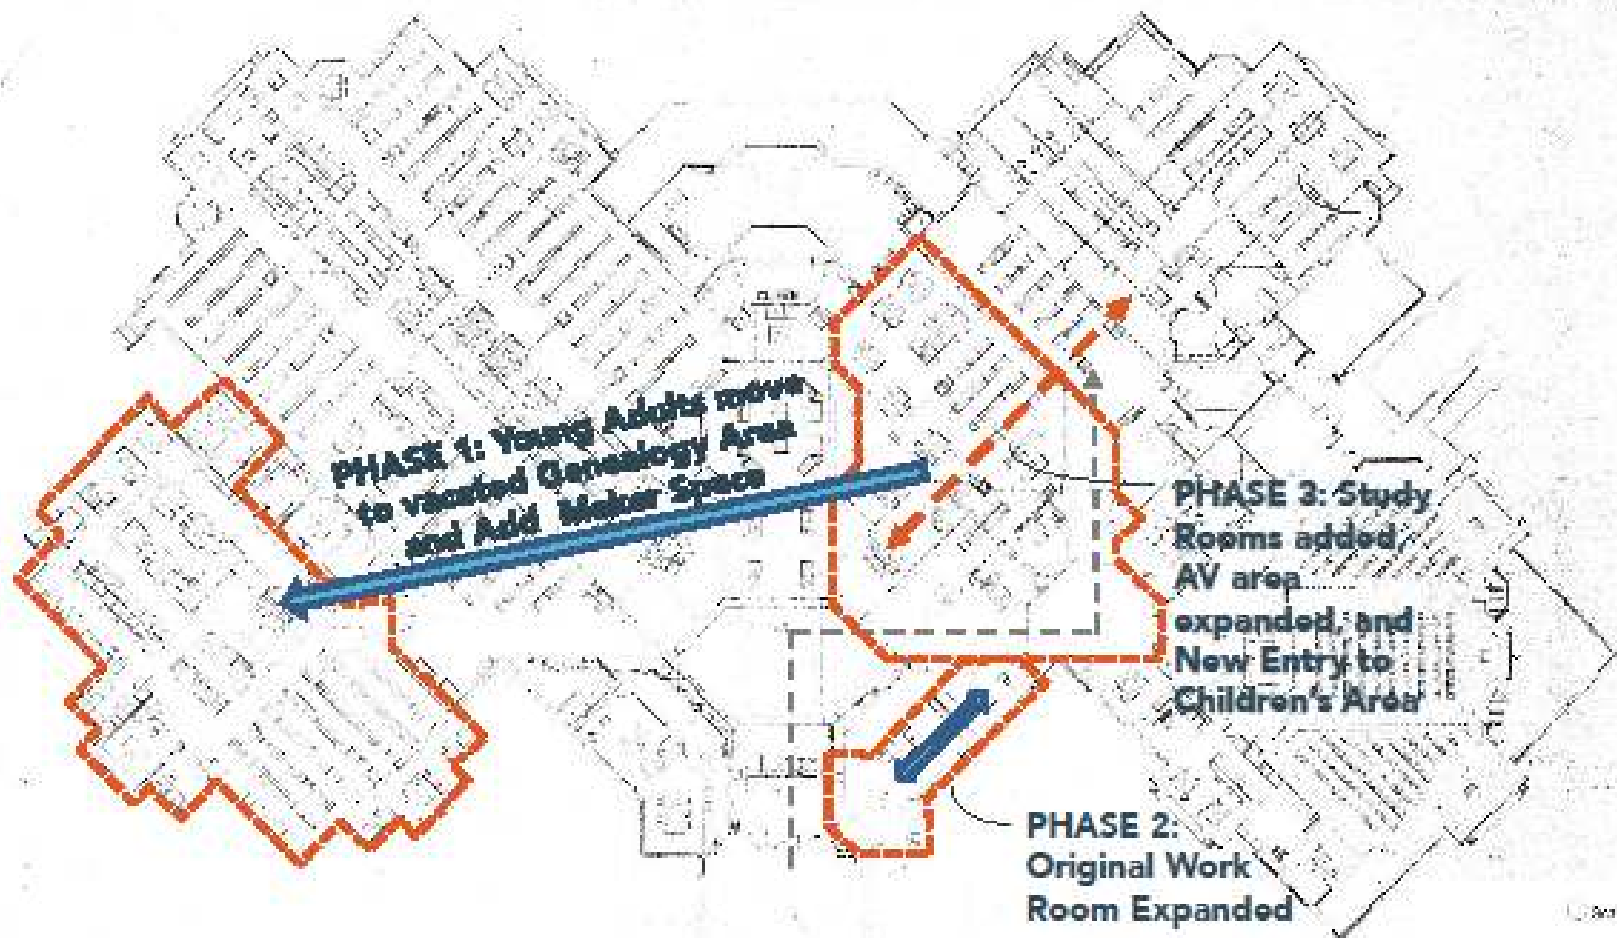 PHASE 1: Young Adults move
to vacated Genealogy Area
and Add Maker Space
PHASE 3: Study
Rooms added,
AV area
expanded, and
New Entry to
Children's Area
PHASE 2:
Original Work
Room Expanded